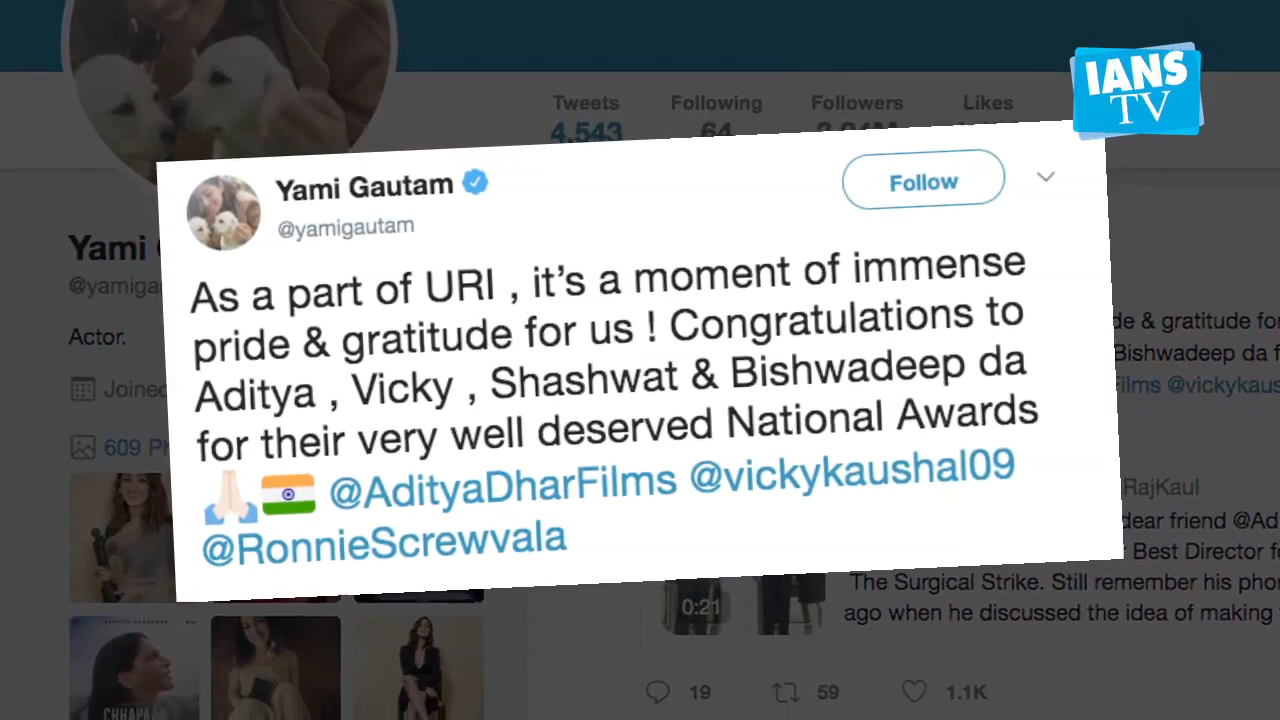 IANS
TV
Tweets Following Followers Likes
4,543 64
Yami Gautam
@yamigautam
Follow
As a part of URI , it’s a moment of immense
pride & gratitude for us ! Congratulations to
Aditya , Vicky , Shashwat & Bishwadeep da
for their very well deserved National Awards
🙏🏻🇮🇳 @AdityaDharFilms @vickykaushal09
@RonnieScrewvala
Yami
@yamiga
Actor.
Joined
609
de & gratitude for
Bishwadeep da f
ilms @vickykaus
RajKaul
dear friend @Ad
Best Director f
The Surgical Strike. Still remember his pho
ago when he discussed the idea of making
0:21
19 59 1.1K
CHHAPAAK